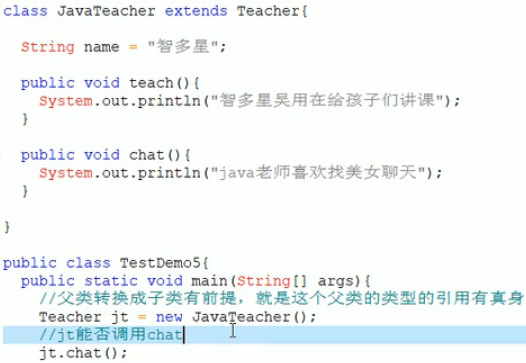 class JavaTeacher extends Teacher{
String name = "智多星";
public void teach(){
System.out.println("智多星吴用在给孩子们讲课");
}
public void chat(){
System.out.println("java老师喜欢找美女聊天");
}
}
public class TestDemo5{
public static void main(String[] args){
//父类转换成子类有前提，就是这个父类的类型的引用有真身
Teacher jt = new JavaTeacher();
//jt能否调用chat
jt.chat();